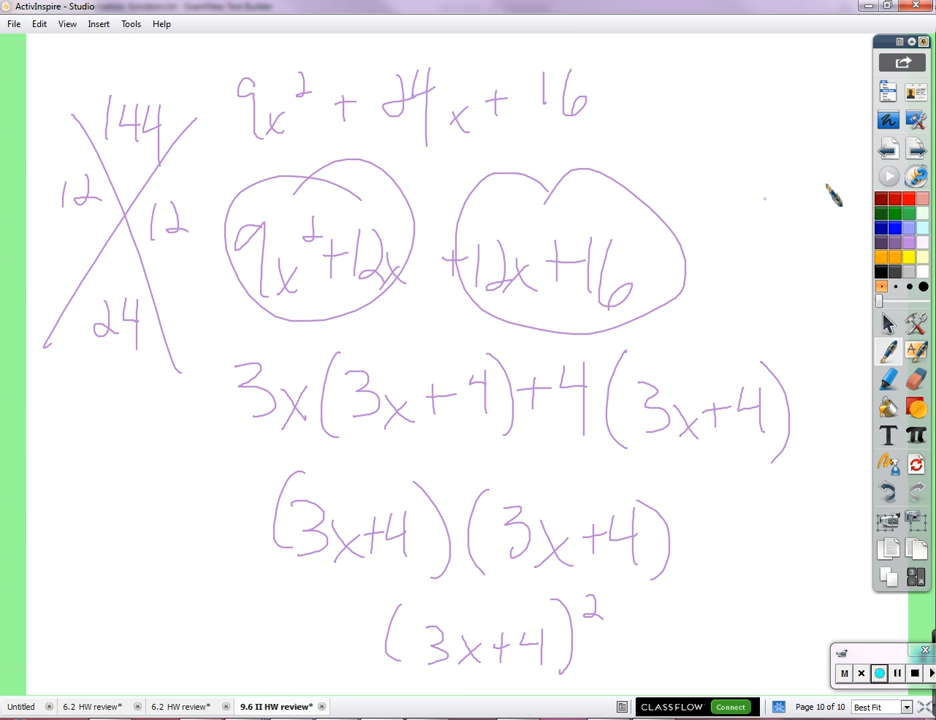 ActivInspire - Studio
File Edit View Insert Tools Help
9x² + 24x + 16
144
12 12
24
9x² + 12x + 12x + 16
3x(3x + 4) + 4(3x + 4)
(3x + 4)(3x + 4)
(3x + 4)²
M
Untitled 6.2 HW review* 6.2 HW review* 9.6 II HW review* CLASSFLOW Connect Page 10 of 10 Best Fit